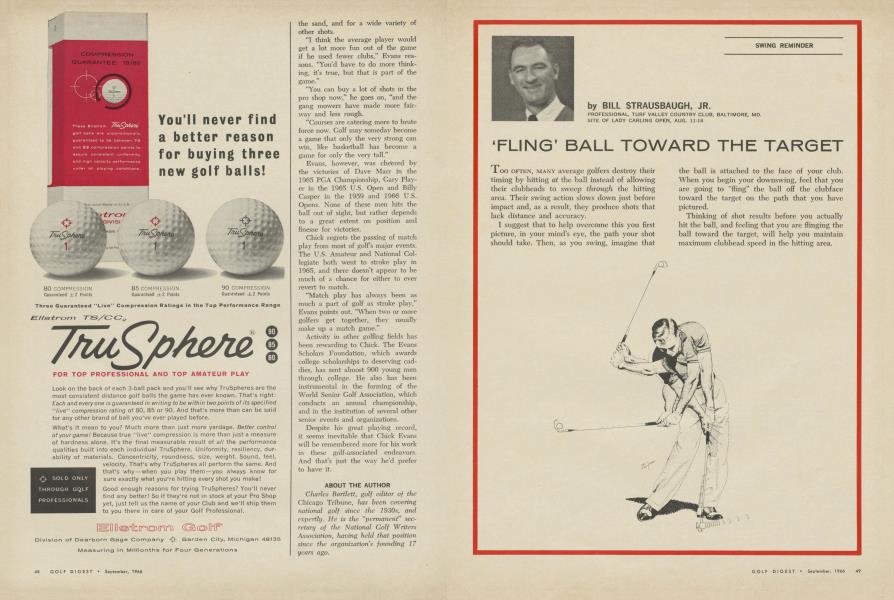 COMPRESSION
GUARANTEE: 78/82
You'll never find
a better reason
for buying three
new golf balls!
TruSphere
1
TruSphere
1
TruSphere
1
80 COMPRESSION
Guaranteed ±2 Points
85 COMPRESSION
Guaranteed ±2 Points
90 COMPRESSION
Guaranteed ±2 Points
Three Guaranteed "Live" Compression Ratings in the Top Performance Range
Ellstrom TS/CC
TruSphere®
90
85
80
FOR TOP PROFESSIONAL AND TOP AMATEUR PLAY
Look on the back of each 3-ball pack and you'll see why TruSpheres are the
most consistent distance golf balls the game has ever known. That's right:
Each and every one is guaranteed in writing to be within two points of its specified
"live" compression rating of 80, 85 or 90. And that's more than can be said
for any other brand of ball you've ever played before.
What's it mean to you? Much more than just more yardage. Better control
of your game! Because true "live" compression is more than just a measure
of hardness alone. It's the final measurable result of all the performance
qualities built into each individual TruSphere. Uniformity, resiliency, dur-
ability of materials. Concentricity, roundness, size, weight. Sound, feel,
velocity. That's why TruSpheres all perform the same. And
that's why—when you play them—you always know for
sure exactly what you're hitting every shot you make!
Good enough reasons for trying TruSpheres? You'll never
find any better! So if they're not in stock at your Pro Shop
yet, just tell us the name of your Club and we'll ship them
to you there in care of your Golf Professional.
SOLD ONLY
THROUGH GOLF
PROFESSIONALS
Ellstrom Golf
Division of Dearborn Gage Company Garden City, Michigan 48135
Measuring in Millionths for Four Generations
48 GOLF DIGEST • September, 1966
the sand, and for a wide variety of
other shots.
"I think the average player would
get a lot more fun out of the game
if he used fewer clubs," Evans rea-
sons. "You'd have to do more think-
ing, it's true, but that is part of the
game."
"You can buy a lot of shots in the
pro shop now," he goes on, "and the
gang mowers have made more fair-
way and less rough.
"Courses are catering more to brute
force now. Golf may someday become
a game that only the very strong can
win, like basketball has become a
game for only the very tall."
Evans, however, was cheered by
the victories of Dave Marr in the
1965 PGA Championship, Gary Play-
er in the 1965 U.S. Open and Billy
Casper in the 1959 and 1966 U.S.
Opens. None of these men hits the
ball out of sight, but rather depends
to a great extent on position and
finesse for victories.
Chick regrets the passing of match
play from most of golf's major events.
The U.S. Amateur and National Col-
legiate both went to stroke play in
1965, and there doesn't appear to be
much of a chance for either to ever
revert to match.
"Match play has always been as
much a part of golf as stroke play,"
Evans points out. "When two or more
golfers get together, they usually
make up a match game."
Activity in other golfing fields has
been rewarding to Chick. The Evans
Scholars Foundation, which awards
college scholarships to deserving cad-
dies, has sent almost 900 young men
through college. He also has been
instrumental in the forming of the
World Senior Golf Association, which
conducts an annual championship,
and in the institution of several other
senior events and organizations.
Despite his great playing record,
it seems inevitable that Chick Evans
will be remembered more for his work
in these golf-associated endeavors.
And that's just the way he'd prefer
to have it.
ABOUT THE AUTHOR
Charles Bartlett, golf editor of the
Chicago Tribune, has been covering
national golf since the 1930s, and
expertly. He is the "permanent" sec-
retary of the National Golf Writers
Association, having held that position
since the organization's founding 17
years ago.
SWING REMINDER
by BILL STRAUSBAUGH, JR.
PROFESSIONAL, TURF VALLEY COUNTRY CLUB, BALTIMORE, MD.
SITE OF LADY CARLING OPEN, AUG. 11-14
'FLING' BALL TOWARD THE TARGET
TOO OFTEN, MANY average golfers destroy their
timing by hitting at the ball instead of allowing
their clubheads to sweep through the hitting
area. Their swing action slows down just before
impact and, as a result, they produce shots that
lack distance and accuracy.
I suggest that to help overcome this you first
picture, in your mind's eye, the path your shot
should take. Then, as you swing, imagine that
the ball is attached to the face of your club.
When you begin your downswing, feel that you
are going to "fling" the ball off the clubface
toward the target on the path that you have
pictured.
Thinking of shot results before you actually
hit the ball, and feeling that you are flinging the
ball toward the target, will help you maintain
maximum clubhead speed in the hitting area.
GOLF DIGEST • September, 1966 49